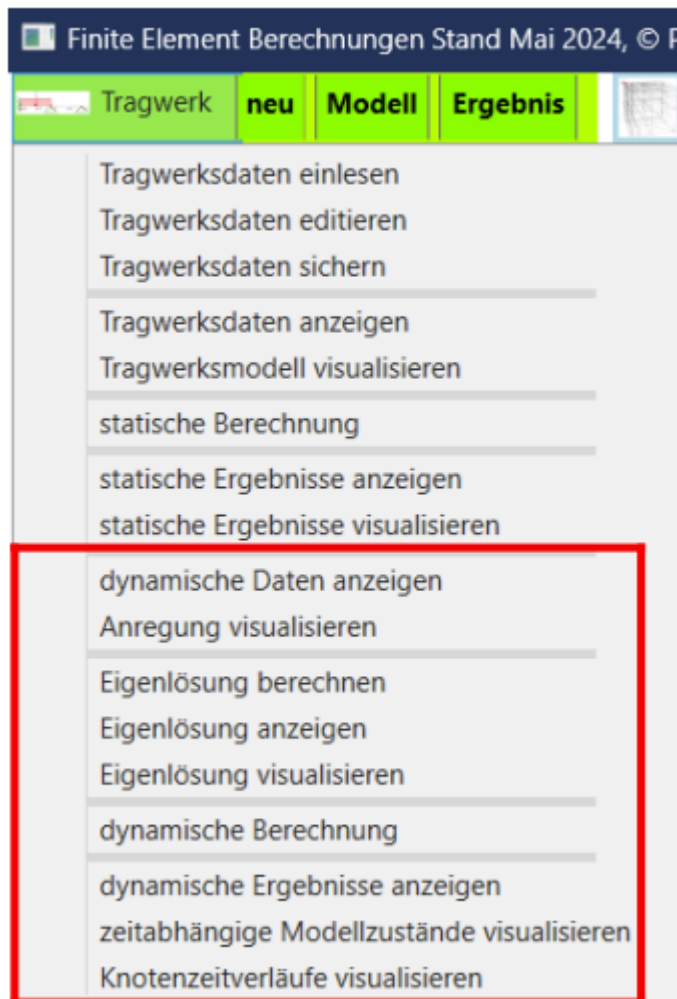 Finite Element Berechnungen Stand Mai 2024, ©
Tragwerk neu Modell Ergebnis
Tragwerksdaten einlesen
Tragwerksdaten editieren
Tragwerksdaten sichern
Tragwerksdaten anzeigen
Tragwerksmodell visualisieren
statische Berechnung
statische Ergebnisse anzeigen
statische Ergebnisse visualisieren
dynamische Daten anzeigen
Anregung visualisieren
Eigenlösung berechnen
Eigenlösung anzeigen
Eigenlösung visualisieren
dynamische Berechnung
dynamische Ergebnisse anzeigen
zeitabhängige Modellzustände visualisieren
Knotenzeitverläufe visualisieren